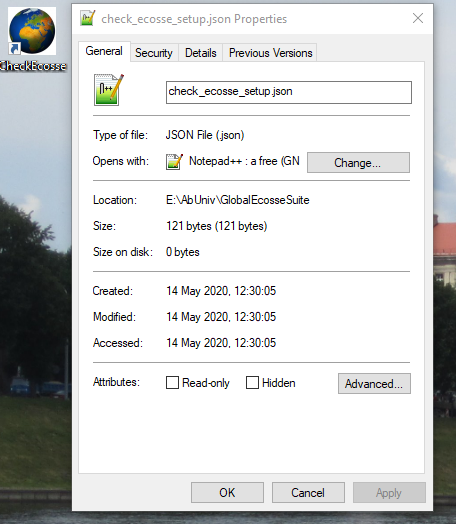 check_ecosse_setup.json Properties
CheckEcosse
General Security Details Previous Versions
check_ecosse_setup.json
Type of file: JSON File (.json)
Opens with: Notepad++ : a free (GN Change...
Location: E:\AbUniv\GlobalEcosseSuite
Size: 121 bytes (121 bytes)
Size on disk: 0 bytes
Created: 14 May 2020, 12:30:05
Modified: 14 May 2020, 12:30:05
Accessed: 14 May 2020, 12:30:05
Attributes: Read-only Hidden Advanced...
OK Cancel Apply